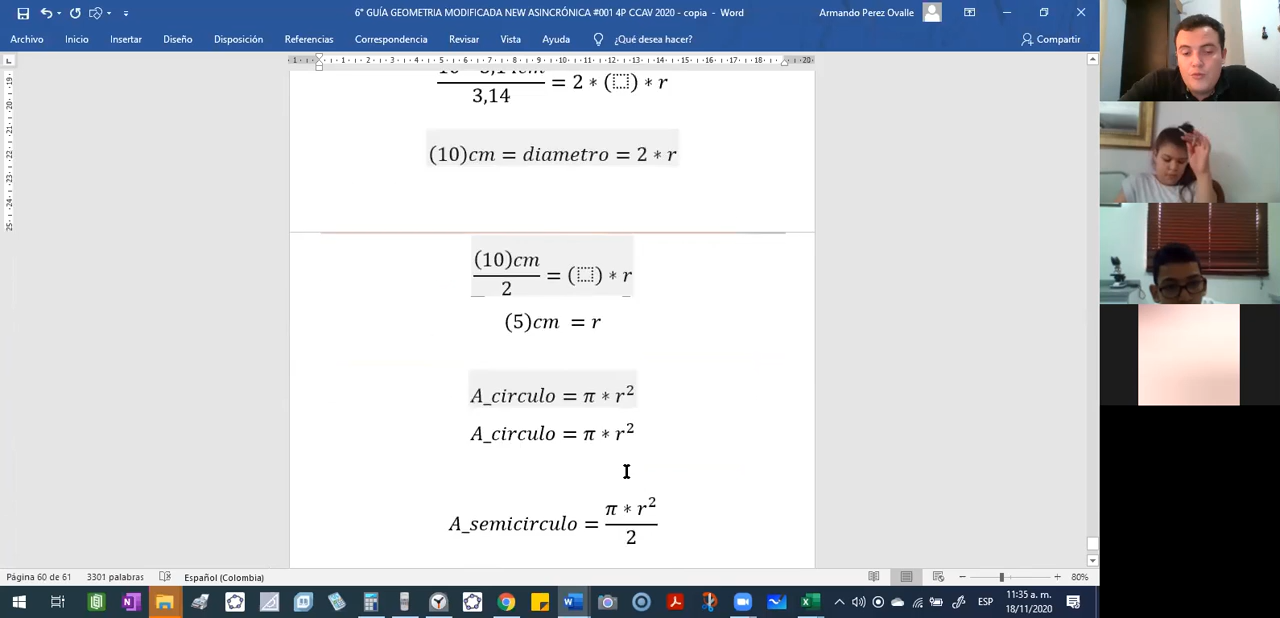 6° GUÍA GEOMETRIA MODIFICADA NEW ASINCRÓNICA #001 4P CCAV 2020 - copia - Word
Armando Perez Ovalle
Archivo Inicio Insertar Diseño Disposición Referencias Correspondencia Revisar Vista Ayuda ¿Qué desea hacer? Compartir
3,14 = 2 * (⬚) * r
(10)cm = diametro = 2 * r
(10)cm
2
= (⬚) * r
(5)cm = r
A_circulo = π * r²
A_circulo = π * r²
A_semicirculo = π * r²
2
Página 60 de 61 3301 palabras Español (Colombia) 80%
ESP
11:35 a. m.
18/11/2020